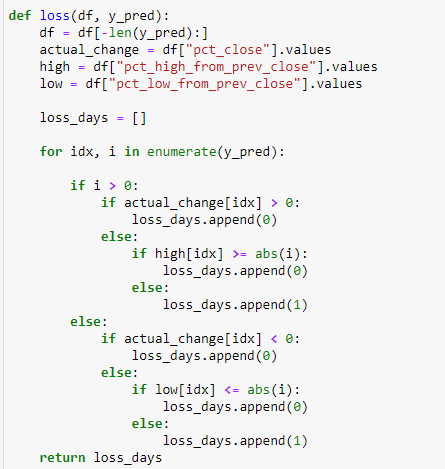 def loss(df, y_pred):
    df = df[-len(y_pred):]
    actual_change = df["pct_close"].values
    high = df["pct_high_from_prev_close"].values
    low = df["pct_low_from_prev_close"].values

    loss_days = []

    for idx, i in enumerate(y_pred):

        if i > 0:
            if actual_change[idx] > 0:
                loss_days.append(0)
            else:
                if high[idx] >= abs(i):
                    loss_days.append(0)
                else:
                    loss_days.append(1)
        else:
            if actual_change[idx] < 0:
                loss_days.append(0)
            else:
                if low[idx] <= abs(i):
                    loss_days.append(0)
                else:
                    loss_days.append(1)
    return loss_days